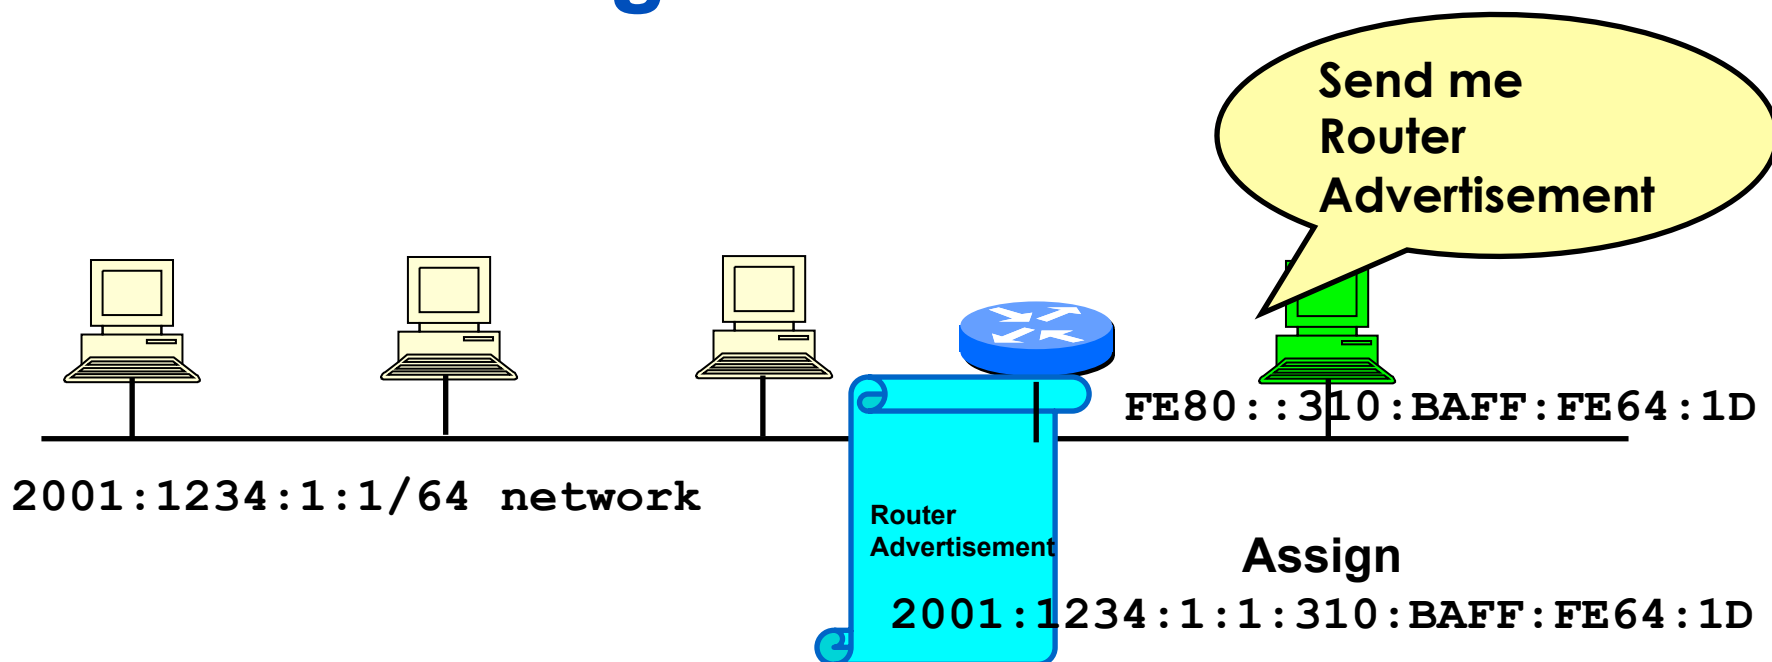 Send me
Router
Advertisement
FE80::310:BAFF:FE64:1D
2001:1234:1:1/64 network
Router
Advertisement
Assign
2001:1234:1:1:310:BAFF:FE64:1D